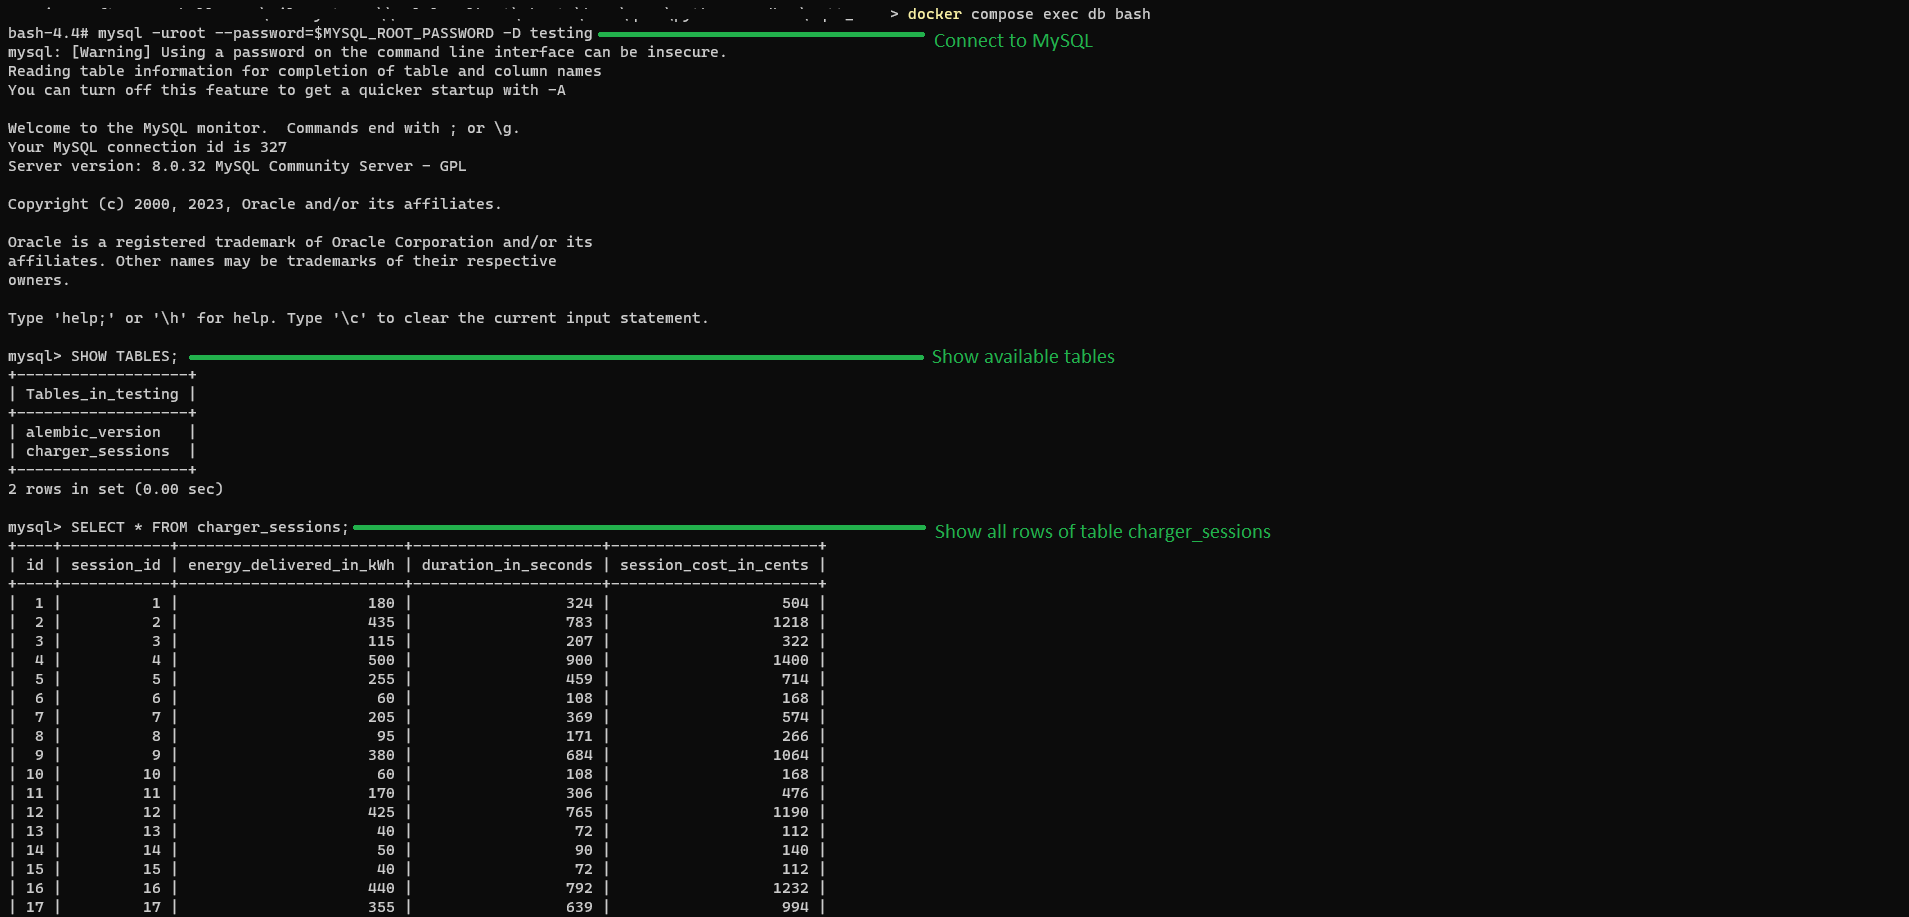 > docker compose exec db bash
bash-4.4# mysql -uroot --password=$MYSQL_ROOT_PASSWORD -D testing Connect to MySQL
mysql: [Warning] Using a password on the command line interface can be insecure.
Reading table information for completion of table and column names
You can turn off this feature to get a quicker startup with -A
Welcome to the MySQL monitor.  Commands end with ; or \g.
Your MySQL connection id is 327
Server version: 8.0.32 MySQL Community Server - GPL
Copyright (c) 2000, 2023, Oracle and/or its affiliates.
Oracle is a registered trademark of Oracle Corporation and/or its
affiliates. Other names may be trademarks of their respective
owners.
Type 'help;' or '\h' for help. Type '\c' to clear the current input statement.
mysql> SHOW TABLES; Show available tables
+-------------------+
| Tables_in_testing |
+-------------------+
| alembic_version   |
| charger_sessions  |
+-------------------+
2 rows in set (0.00 sec)
mysql> SELECT * FROM charger_sessions; Show all rows of table charger_sessions
+----+------------+-------------------------+---------------------+-----------------------+
| id | session_id | energy_delivered_in_kWh | duration_in_seconds | session_cost_in_cents |
+----+------------+-------------------------+---------------------+-----------------------+
|  1 |          1 |                     180 |                 324 |                   504 |
|  2 |          2 |                     435 |                 783 |                  1218 |
|  3 |          3 |                     115 |                 207 |                   322 |
|  4 |          4 |                     500 |                 900 |                  1400 |
|  5 |          5 |                     255 |                 459 |                   714 |
|  6 |          6 |                      60 |                 108 |                   168 |
|  7 |          7 |                     205 |                 369 |                   574 |
|  8 |          8 |                      95 |                 171 |                   266 |
|  9 |          9 |                     380 |                 684 |                  1064 |
| 10 |         10 |                      60 |                 108 |                   168 |
| 11 |         11 |                     170 |                 306 |                   476 |
| 12 |         12 |                     425 |                 765 |                  1190 |
| 13 |         13 |                      40 |                  72 |                   112 |
| 14 |         14 |                      50 |                  90 |                   140 |
| 15 |         15 |                      40 |                  72 |                   112 |
| 16 |         16 |                     440 |                 792 |                  1232 |
| 17 |         17 |                     355 |                 639 |                   994 |